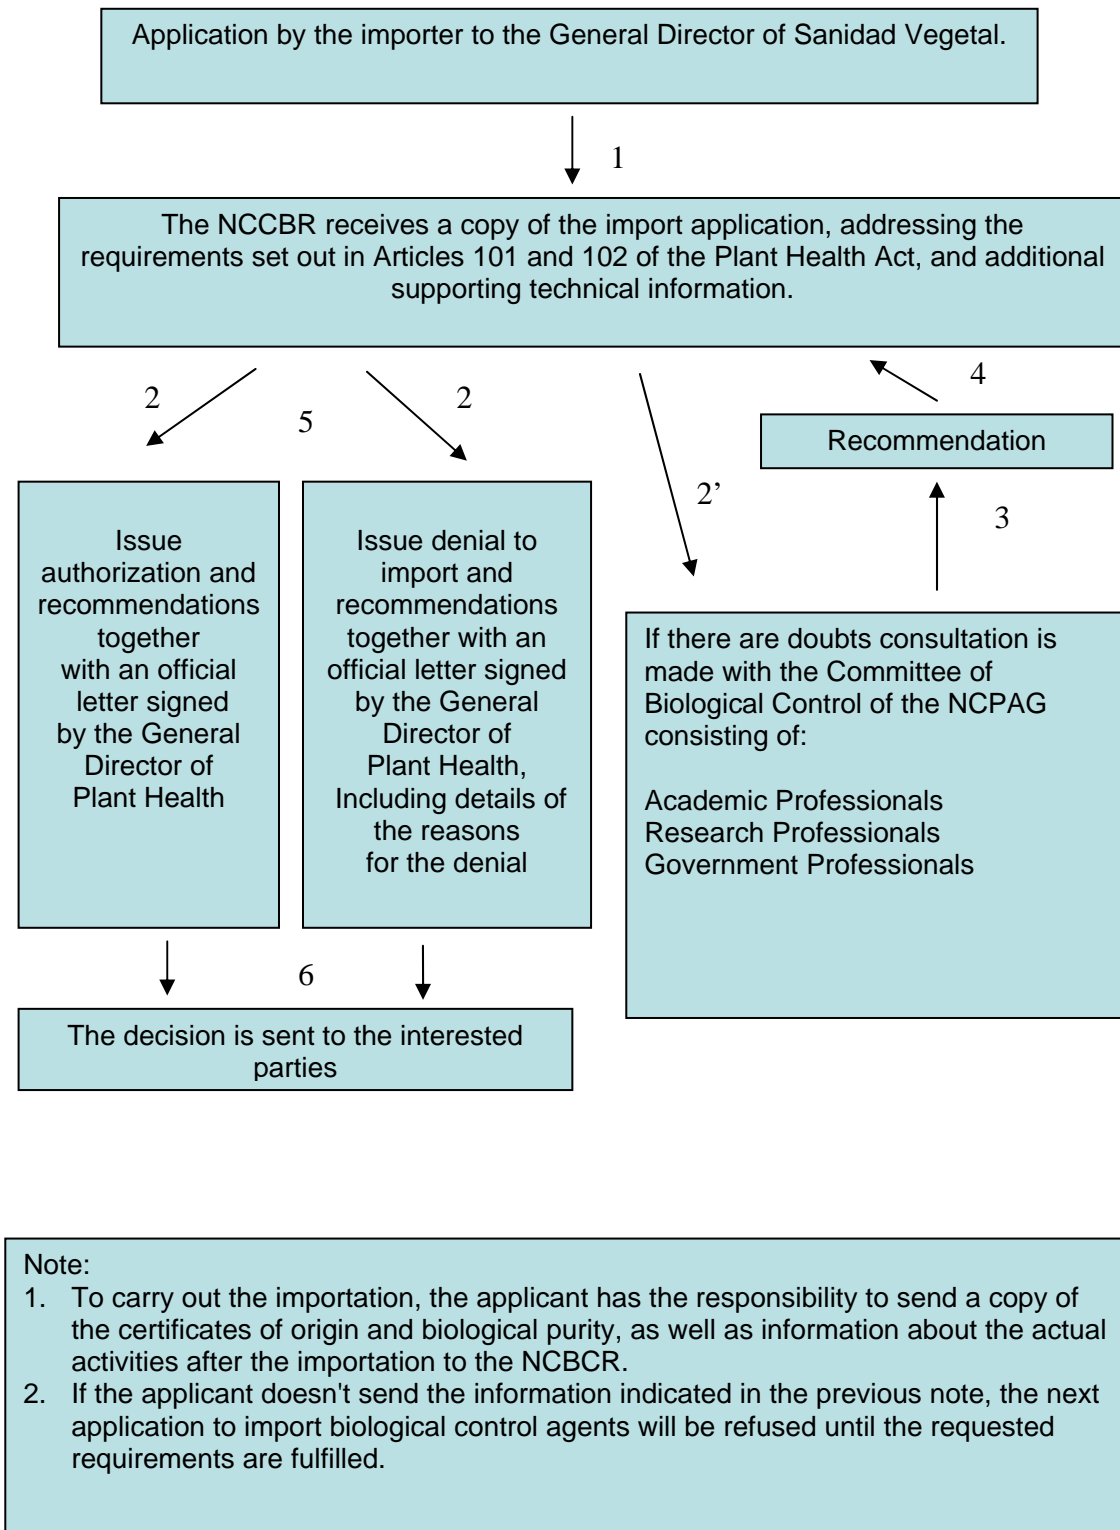 Application by the importer to the General Director of Sanidad Vegetal.
1
The NCCBR receives a copy of the import application, addressing the
requirements set out in Articles 101 and 102 of the Plant Health Act, and additional
supporting technical information.
2
5
2
2’
4
Recommendation
3
Issue
authorization and
recommendations
together
with an official
letter signed
by the General
Director of
Plant Health
Issue denial to
import and
recommendations
together with an
official letter signed
by the General
Director of
Plant Health,
Including details of
the reasons
for the denial
If there are doubts consultation is
made with the Committee of
Biological Control of the NCPAG
consisting of:
Academic Professionals
Research Professionals
Government Professionals
6
The decision is sent to the interested
parties
Note:
1. To carry out the importation, the applicant has the responsibility to send a copy of
the certificates of origin and biological purity, as well as information about the actual
activities after the importation to the NCBCR.
2. If the applicant doesn't send the information indicated in the previous note, the next
application to import biological control agents will be refused until the requested
requirements are fulfilled.